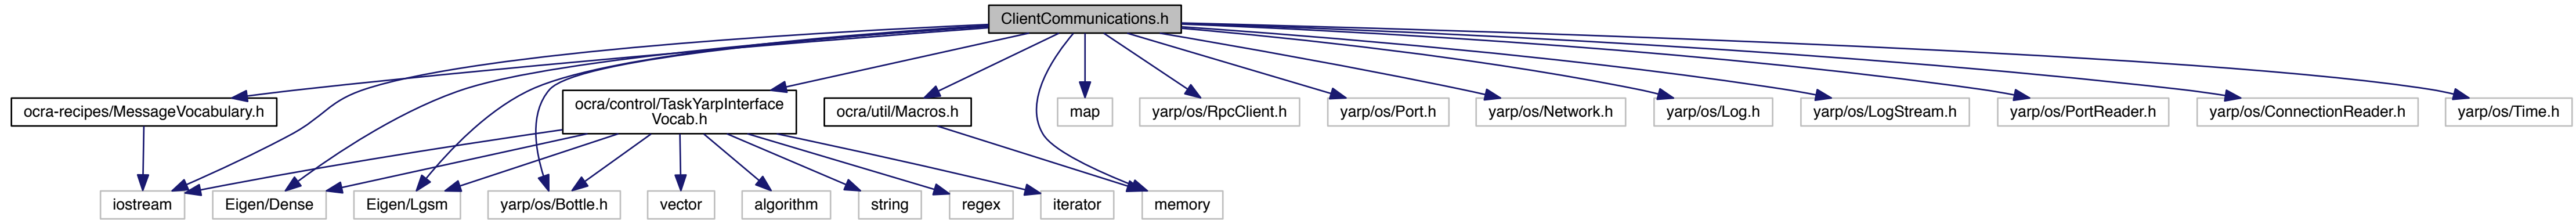 ClientCommunications.h
ocra-recipes/MessageVocabulary.h
ocra/control/TaskYarpInterface
Vocab.h
ocra/util/Macros.h
map
yarp/os/RpcClient.h
yarp/os/Port.h
yarp/os/Network.h
yarp/os/Log.h
yarp/os/LogStream.h
yarp/os/PortReader.h
yarp/os/ConnectionReader.h
yarp/os/Time.h
iostream
Eigen/Dense
Eigen/Lgsm
yarp/os/Bottle.h
vector
algorithm
string
regex
iterator
memory